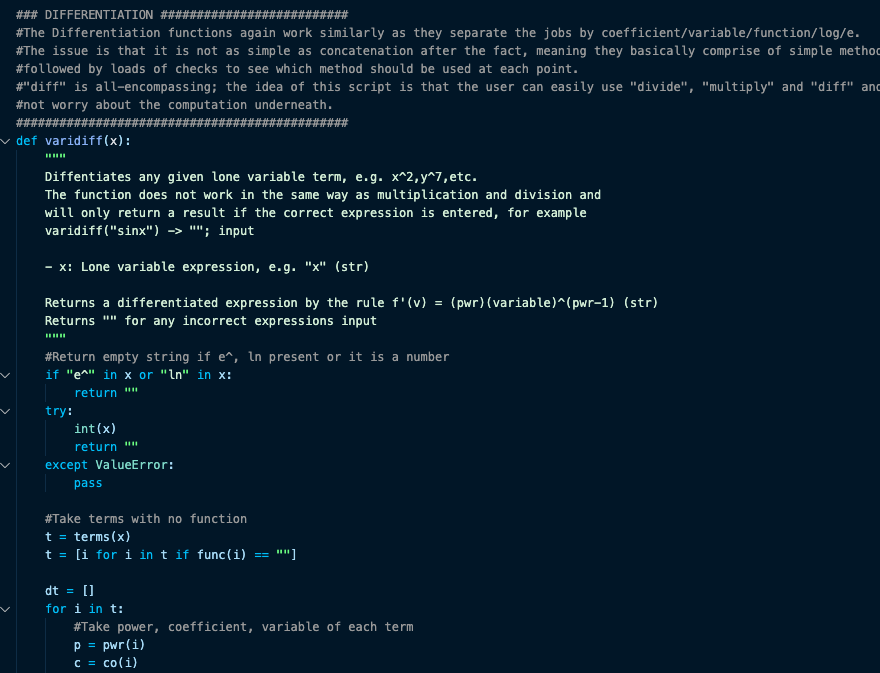 ### DIFFERENTIATION ##########################
#The Differentiation functions again work similarly as they separate the jobs by coefficient/variable/function/log/e.
#The issue is that it is not as simple as concatenation after the fact, meaning they basically comprise of simple method
#followed by loads of checks to see which method should be used at each point.
#"diff" is all-encompassing; the idea of this script is that the user can easily use "divide", "multiply" and "diff" and
#not worry about the computation underneath.
##############################################
def varidiff(x):
    """
    Diffentiates any given lone variable term, e.g. x^2,y^7,etc.
    The function does not work in the same way as multiplication and division and
    will only return a result if the correct expression is entered, for example
    varidiff("sinx") -> ""; input

    - x: Lone variable expression, e.g. "x" (str)

    Returns a differentiated expression by the rule f'(v) = (pwr)(variable)^(pwr-1) (str)
    Returns "" for any incorrect expressions input
    """
    #Return empty string if e^, ln present or it is a number
    if "e^" in x or "ln" in x:
        return ""
    try:
        int(x)
        return ""
    except ValueError:
        pass

    #Take terms with no function
    t = terms(x)
    t = [i for i in t if func(i) == ""]

    dt = []
    for i in t:
        #Take power, coefficient, variable of each term
        p = pwr(i)
        c = co(i)